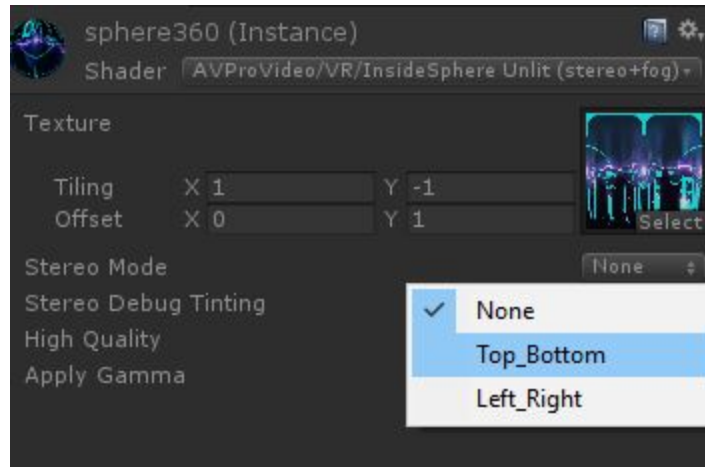 sphere360 (Instance)
Shader AVProVideo/VR/InsideSphere Unlit (stereo+fog)
Texture
Tiling X 1 Y -1
Offset X 0 Y 1
Select
Stereo Mode None
Stereo Debug Tinting
None
High Quality
Top_Bottom
Apply Gamma
Left_Right